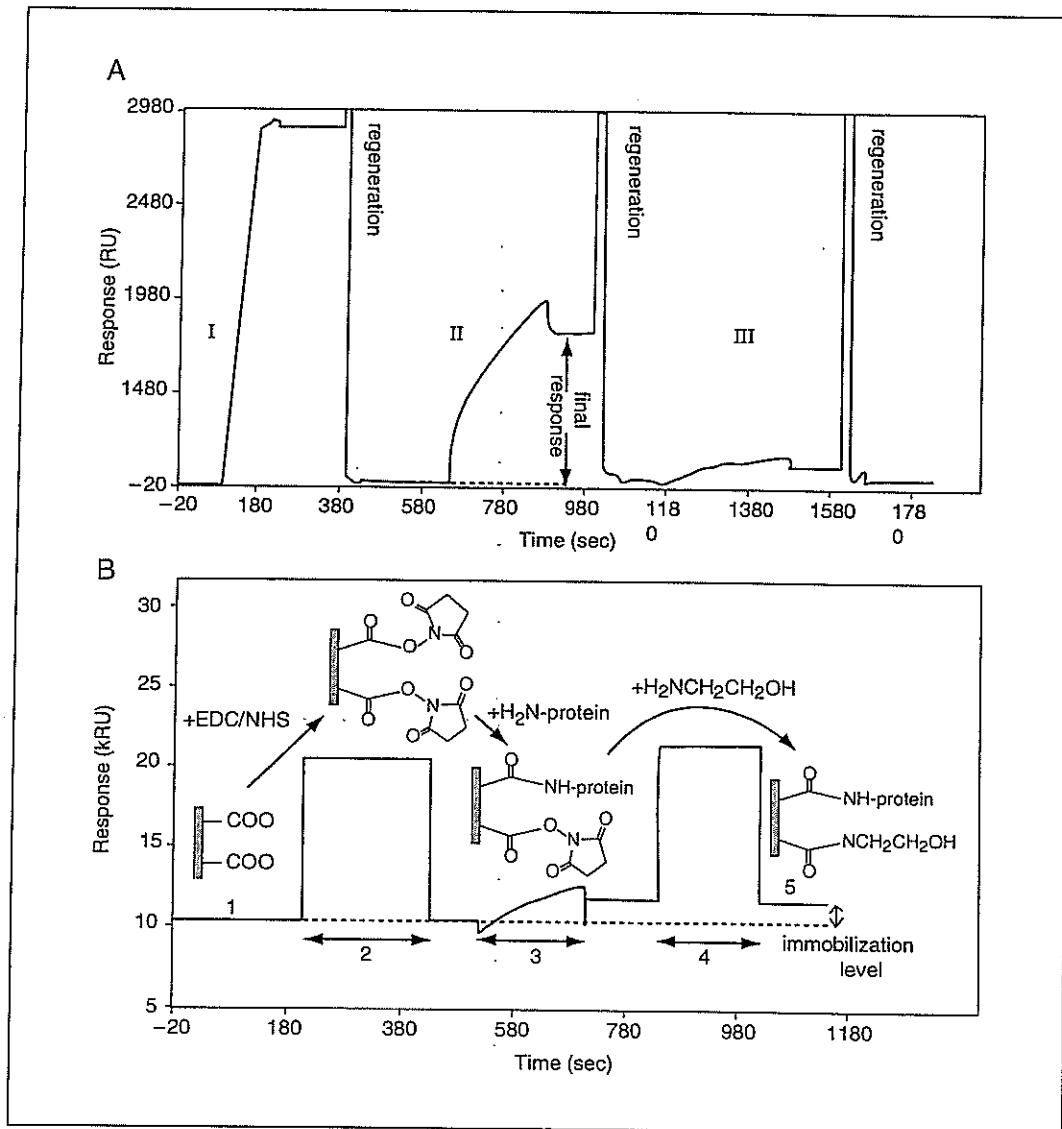 A
2980
2480
1980
1480
-20
Response (RU)
I
II
III
regeneration
regeneration
regeneration
final
response
-20
180
380
580
780
980
118
0
1380
1580
178
0
Time (sec)
B
30
25
20
15
10
5
Response (kRU)
+EDC/NHS
COO
COO
1
O
O
N
O
O
O
O
N
O
O
2
+H₂N-protein
O
NH-protein
O
O
N
O
O
3
+H₂NCH₂CH₂OH
4
O
NH-protein
NCH₂CH₂OH
O
5
immobilization
level
-20
180
380
580
780
980
1180
Time (sec)